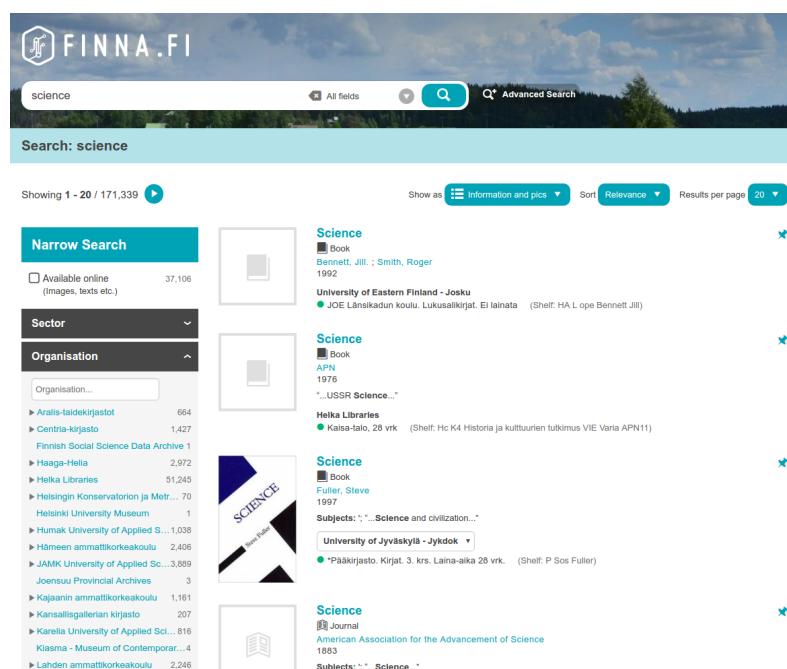 FINNA.FI
science All fields Advanced Search
Search: science
Showing 1 - 20 / 171,339 Show as Information and pics Sort Relevance Results per page 20
Narrow Search
Available online 37,106
(Images, texts etc.)
Sector
Organisation
Organisation...
Aralis-taidekirjastot 664
Centria-kirjasto 1,427
Finnish Social Science Data Archive 1
Haaga-Helia 2,972
Helka Libraries 51,245
Helsingin Konservatorion ja Metr... 70
Helsinki University Museum 1
Humak University of Applied S... 1,038
Hämeen ammattikorkeakoulu 2,406
JAMK University of Applied Sc... 3,889
Joensuu Provincial Archives 3
Kajaanin ammattikorkeakoulu 1,161
Kansallisgallerian kirjasto 207
Karelia University of Applied Sci... 816
Kiasma - Museum of Contemporar... 4
Lahden ammattikorkeakoulu 2,246
Science
Book
Bennett, Jill. ; Smith, Roger
1992
University of Eastern Finland - Josku
JOE Länsikadun koulu. Lukusalikirjat. Ei lainata (Shelf: HA L ope Bennett Jill)
Science
Book
APN
1976
"...USSR Science..."
Helka Libraries
Kaisa-talo, 28 vrk (Shelf: Hc K4 Historia ja kulttuurien tutkimus VIE Varia APN11)
SCIENCE
Steve Fuller
Science
Book
Fuller, Steve
1997
Subjects: '; "...Science and civilization..."
University of Jyväskylä - Jykdok
*Pääkirjasto. Kirjat. 3. krs. Laina-aika 28 vrk. (Shelf: P Sos Fuller)
Science
Journal
American Association for the Advancement of Science
1883
Subjects: '; "...Science..."